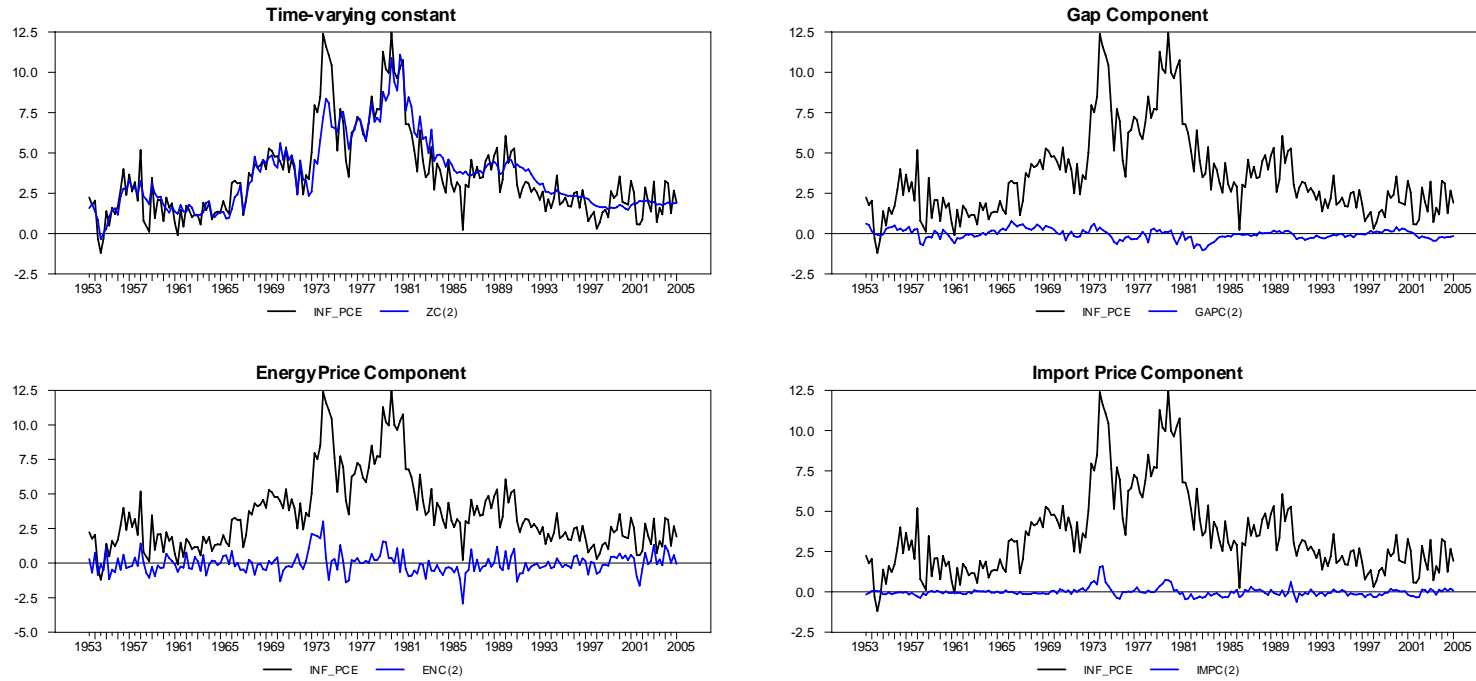 Time-varying constant
12.5
10.0
7.5
5.0
2.5
0.0
-2.5
1953 1957 1961 1965 1969 1973 1977 1981 1985 1989 1993 1997 2001 2005
INF_PCE ZC(2)
Gap Component
12.5
10.0
7.5
5.0
2.5
0.0
-2.5
1953 1957 1961 1965 1969 1973 1977 1981 1985 1989 1993 1997 2001 2005
INF_PCE GAPC(2)
Energy Price Component
12.5
10.0
7.5
5.0
2.5
0.0
-2.5
-5.0
1953 1957 1961 1965 1969 1973 1977 1981 1985 1989 1993 1997 2001 2005
INF_PCE ENC(2)
Import Price Component
12.5
10.0
7.5
5.0
2.5
0.0
-2.5
1953 1957 1961 1965 1969 1973 1977 1981 1985 1989 1993 1997 2001 2005
INF_PCE IMPC(2)